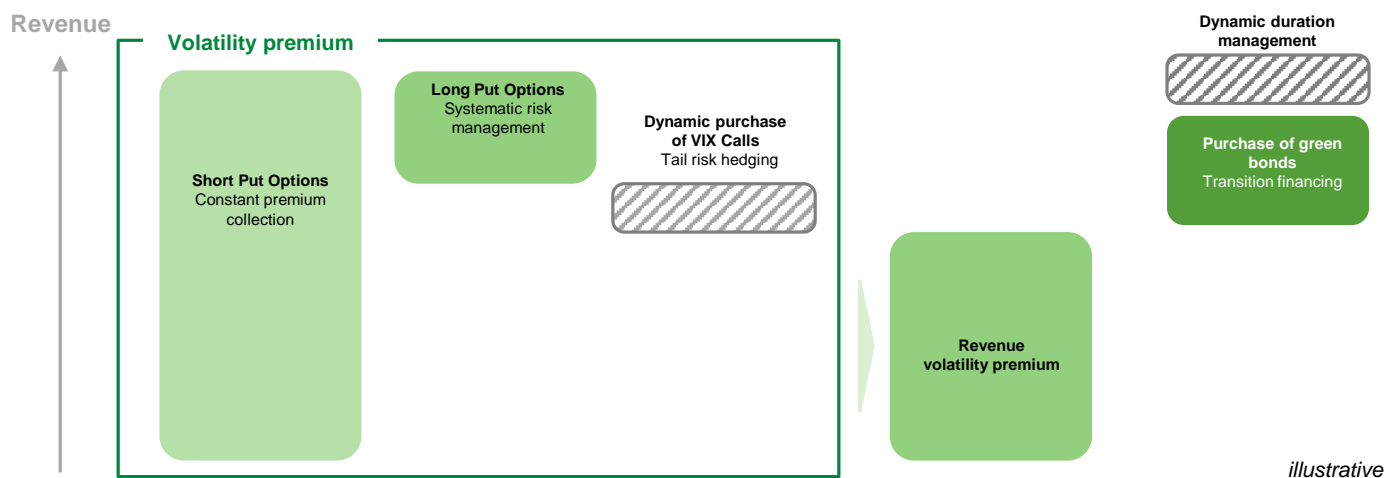 Revenue
Volatility premium
Short Put Options
Constant premium
collection
Long Put Options
Systematic risk
management
Dynamic purchase
of VIX Calls
Tail risk hedging
Revenue
volatility premium
Dynamic duration
management
Purchase of green
bonds
Transition financing
illustrative